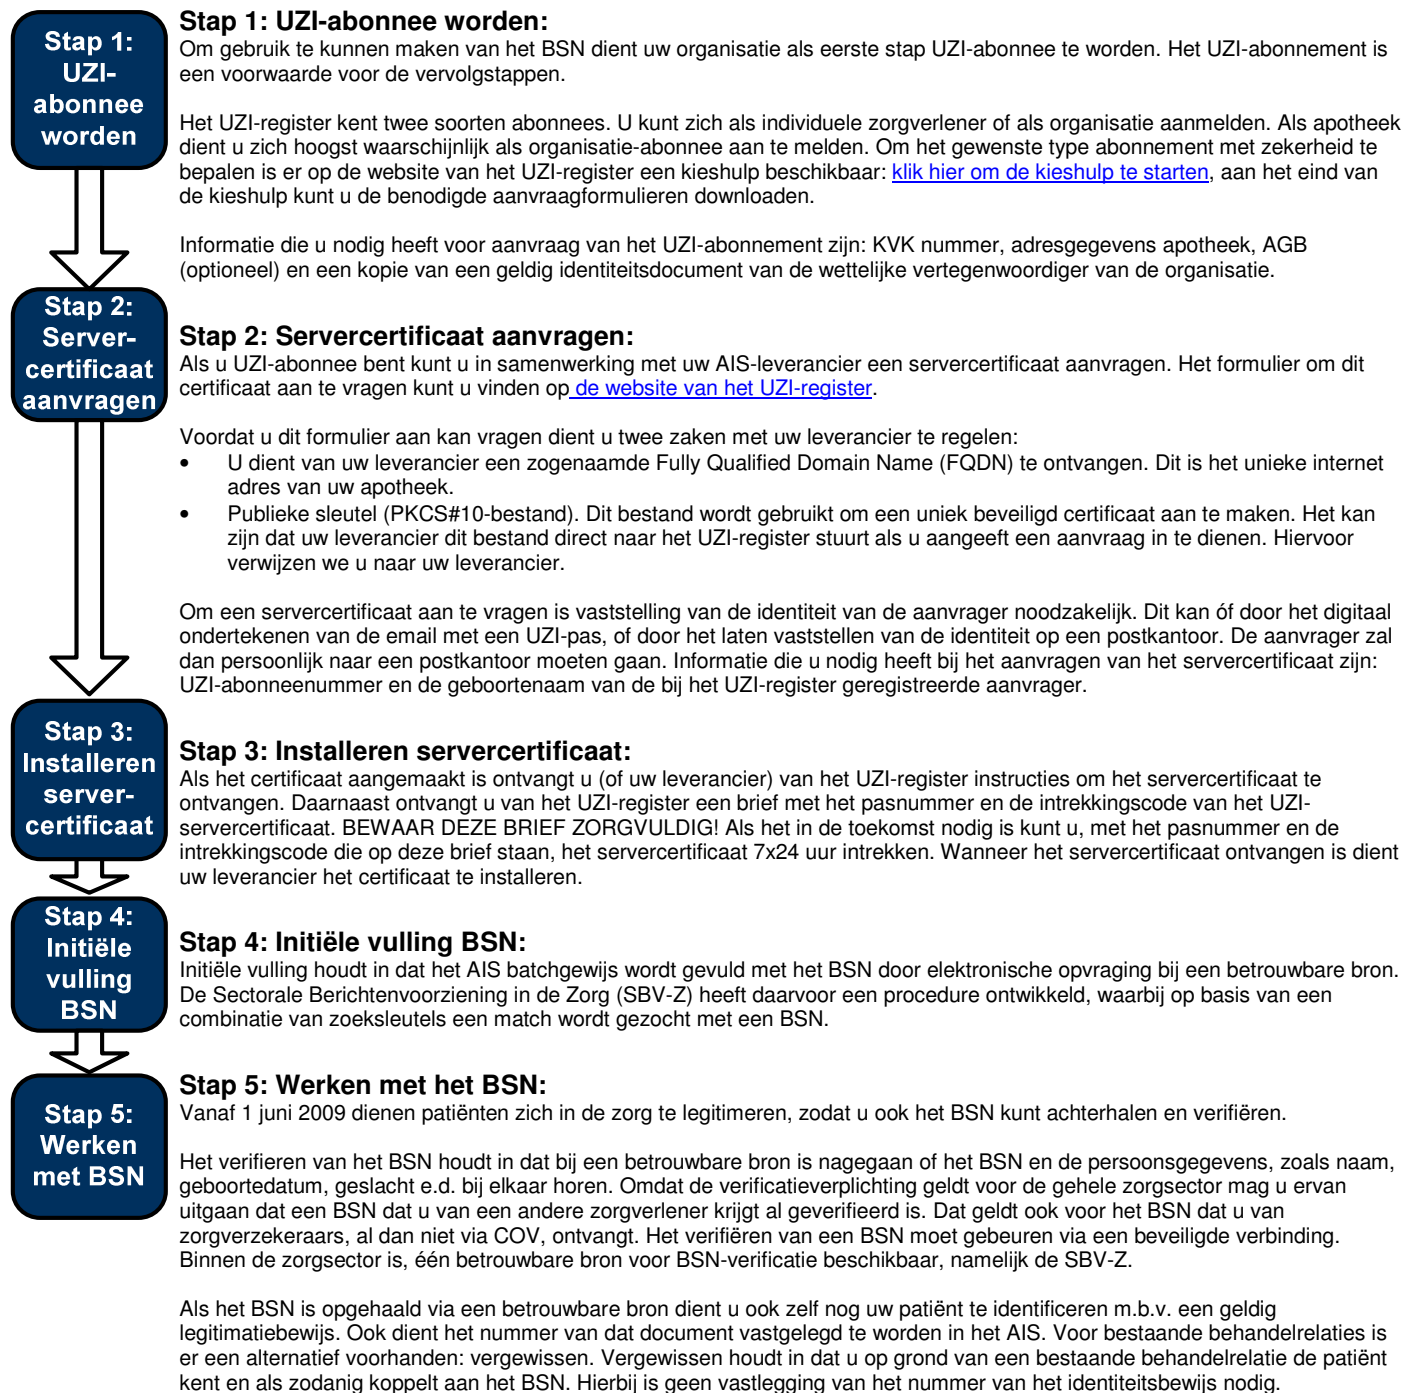 Stap 1:
UZI-
abonnee
worden
Stap 1: UZI-abonnee worden:
Om gebruik te kunnen maken van het BSN dient uw organisatie als eerste stap UZI-abonnee te worden. Het UZI-abonnement is
een voorwaarde voor de vervolgstappen.
Het UZI-register kent twee soorten abonnees. U kunt zich als individuele zorgverlener of als organisatie aanmelden. Als apotheek
dient u zich hoogst waarschijnlijk als organisatie-abonnee aan te melden. Om het gewenste type abonnement met zekerheid te
bepalen is er op de website van het UZI-register een kieshulp beschikbaar: klik hier om de kieshulp te starten, aan het eind van
de kieshulp kunt u de benodigde aanvraagformulieren downloaden.
Informatie die u nodig heeft voor aanvraag van het UZI-abonnement zijn: KVK nummer, adresgegevens apotheek, AGB
(optioneel) en een kopie van een geldig identiteitsdocument van de wettelijke vertegenwoordiger van de organisatie.
Stap 2:
Server-
certificaat
aanvragen
Stap 2: Servercertificaat aanvragen:
Als u UZI-abonnee bent kunt u in samenwerking met uw AIS-leverancier een servercertificaat aanvragen. Het formulier om dit
certificaat aan te vragen kunt u vinden op de website van het UZI-register.
Voordat u dit formulier aan kan vragen dient u twee zaken met uw leverancier te regelen:
• U dient van uw leverancier een zogenaamde Fully Qualified Domain Name (FQDN) te ontvangen. Dit is het unieke internet
adres van uw apotheek.
• Publieke sleutel (PKCS#10-bestand). Dit bestand wordt gebruikt om een uniek beveiligd certificaat aan te maken. Het kan
zijn dat uw leverancier dit bestand direct naar het UZI-register stuurt als u aangeeft een aanvraag in te dienen. Hiervoor
verwijzen we u naar uw leverancier.
Om een servercertificaat aan te vragen is vaststelling van de identiteit van de aanvrager noodzakelijk. Dit kan óf door het digitaal
ondertekenen van de email met een UZI-pas, of door het laten vaststellen van de identiteit op een postkantoor. De aanvrager zal
dan persoonlijk naar een postkantoor moeten gaan. Informatie die u nodig heeft bij het aanvragen van het servercertificaat zijn:
UZI-abonneenummer en de geboortenaam van de bij het UZI-register geregistreerde aanvrager.
Stap 3:
Installeren
server-
certificaat
Stap 3: Installeren servercertificaat:
Als het certificaat aangemaakt is ontvangt u (of uw leverancier) van het UZI-register instructies om het servercertificaat te
ontvangen. Daarnaast ontvangt u van het UZI-register een brief met het pasnummer en de intrekkingscode van het UZI-
servercertificaat. BEWAAR DEZE BRIEF ZORGVULDIG! Als het in de toekomst nodig is kunt u, met het pasnummer en de
intrekkingscode die op deze brief staan, het servercertificaat 7x24 uur intrekken. Wanneer het servercertificaat ontvangen is dient
uw leverancier het certificaat te installeren.
Stap 4:
Initiële
vulling
BSN
Stap 4: Initiële vulling BSN:
Initiële vulling houdt in dat het AIS batchgewijs wordt gevuld met het BSN door elektronische opvraging bij een betrouwbare bron.
De Sectorale Berichtenvoorziening in de Zorg (SBV-Z) heeft daarvoor een procedure ontwikkeld, waarbij op basis van een
combinatie van zoeksleutels een match wordt gezocht met een BSN.
Stap 5:
Werken
met BSN
Stap 5: Werken met het BSN:
Vanaf 1 juni 2009 dienen patiënten zich in de zorg te legitimeren, zodat u ook het BSN kunt achterhalen en verifiëren.
Het verifieren van het BSN houdt in dat bij een betrouwbare bron is nagegaan of het BSN en de persoonsgegevens, zoals naam,
geboortedatum, geslacht e.d. bij elkaar horen. Omdat de verificatieverplichting geldt voor de gehele zorgsector mag u ervan
uitgaan dat een BSN dat u van een andere zorgverlener krijgt al geverifieerd is. Dat geldt ook voor het BSN dat u van
zorgverzekeraars, al dan niet via COV, ontvangt. Het verifiëren van een BSN moet gebeuren via een beveiligde verbinding.
Binnen de zorgsector is, één betrouwbare bron voor BSN-verificatie beschikbaar, namelijk de SBV-Z.
Als het BSN is opgehaald via een betrouwbare bron dient u ook zelf nog uw patiënt te identificeren m.b.v. een geldig
legitimatiebewijs. Ook dient het nummer van dat document vastgelegd te worden in het AIS. Voor bestaande behandelrelaties is
er een alternatief voorhanden: vergewissen. Vergewissen houdt in dat u op grond van een bestaande behandelrelatie de patiënt
kent en als zodanig koppelt aan het BSN. Hierbij is geen vastlegging van het nummer van het identiteitsbewijs nodig.